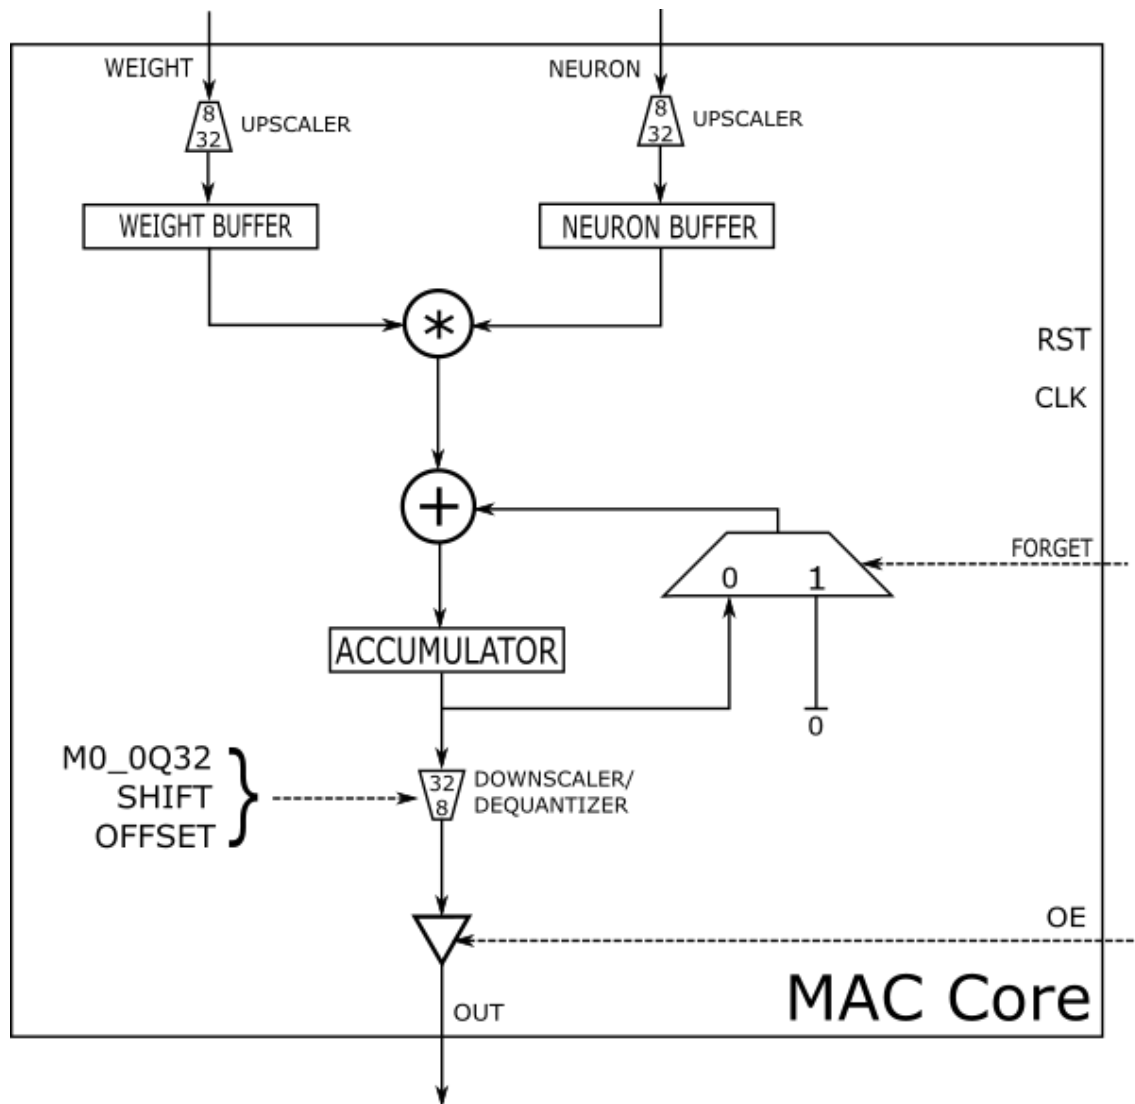 WEIGHT
NEURON
8
32
UPSCALER
8
32
UPSCALER
WEIGHT BUFFER
NEURON BUFFER
*
RST
CLK
+
FORGET
0 1
ACCUMULATOR
0
M0_0Q32
SHIFT
OFFSET
32
8
DOWNSCALER/
DEQUANTIZER
OE
MAC Core
OUT